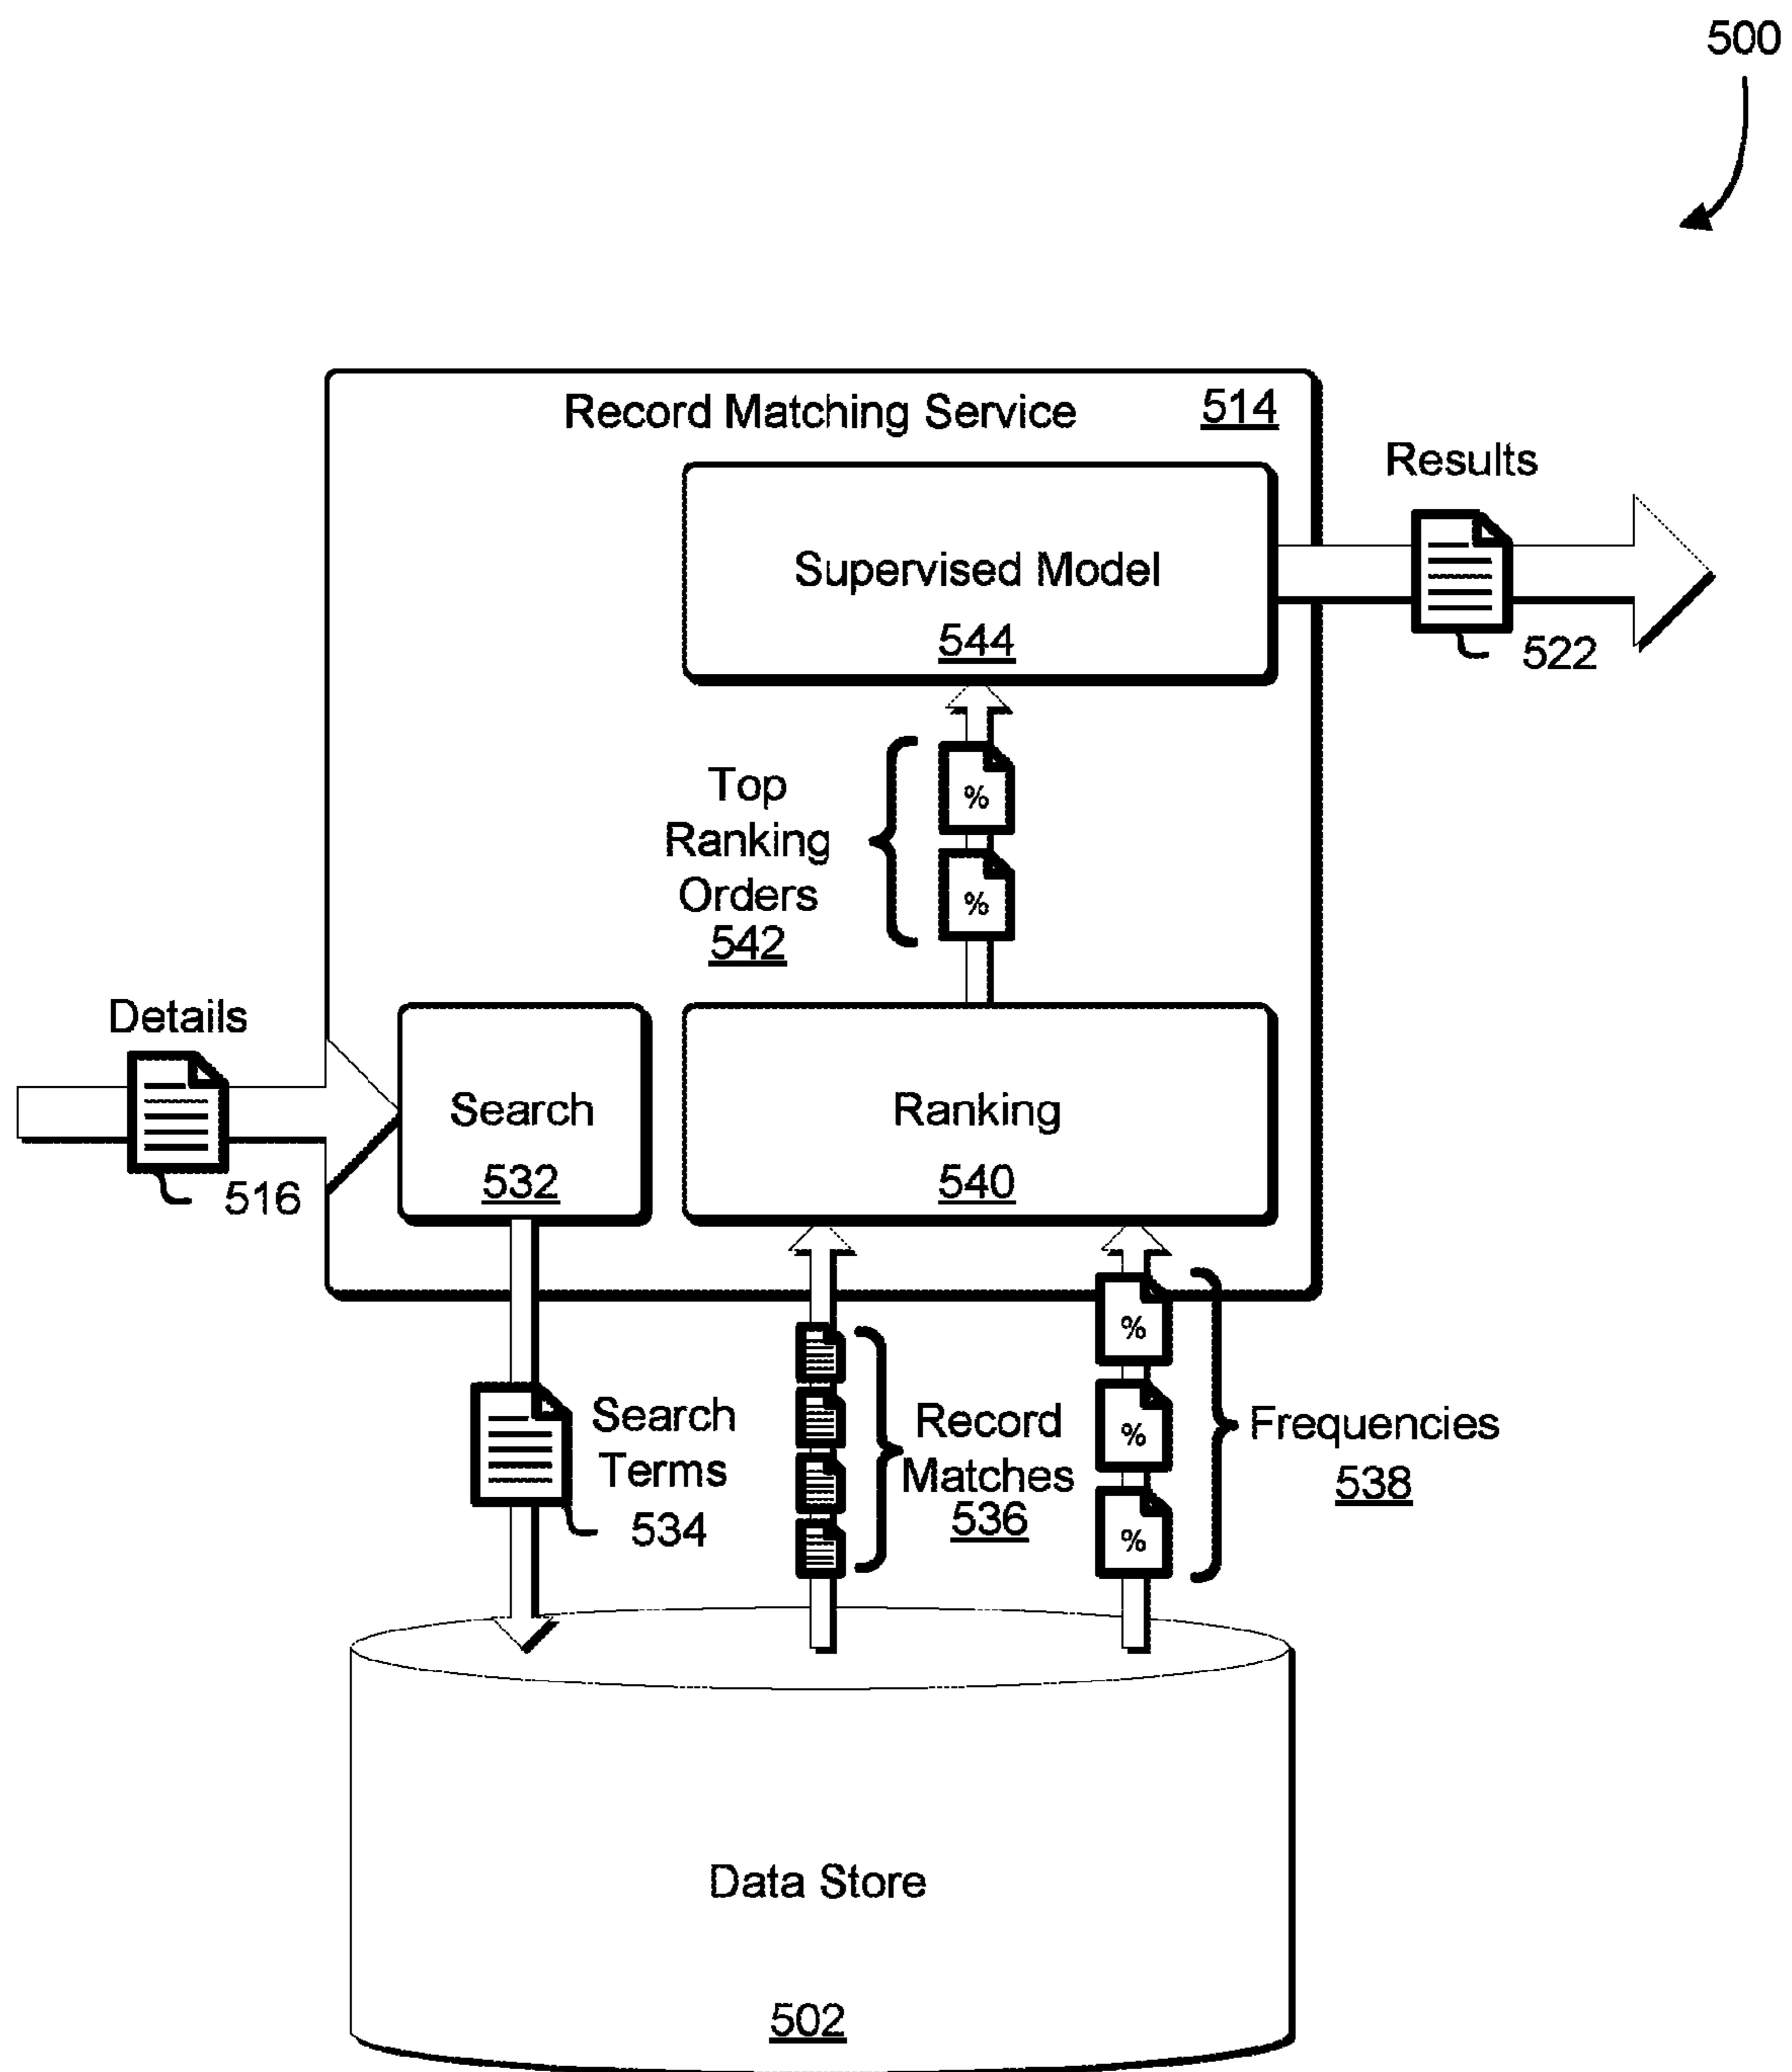 500
Record Matching Service 514
Results
522
Supervised Model
544
%
%
Top
Ranking
Orders
542
Details
516
Search
532
Ranking
540
Search
Terms
534
Record
Matches
536
%
%
%
Frequencies
538
Data Store
502